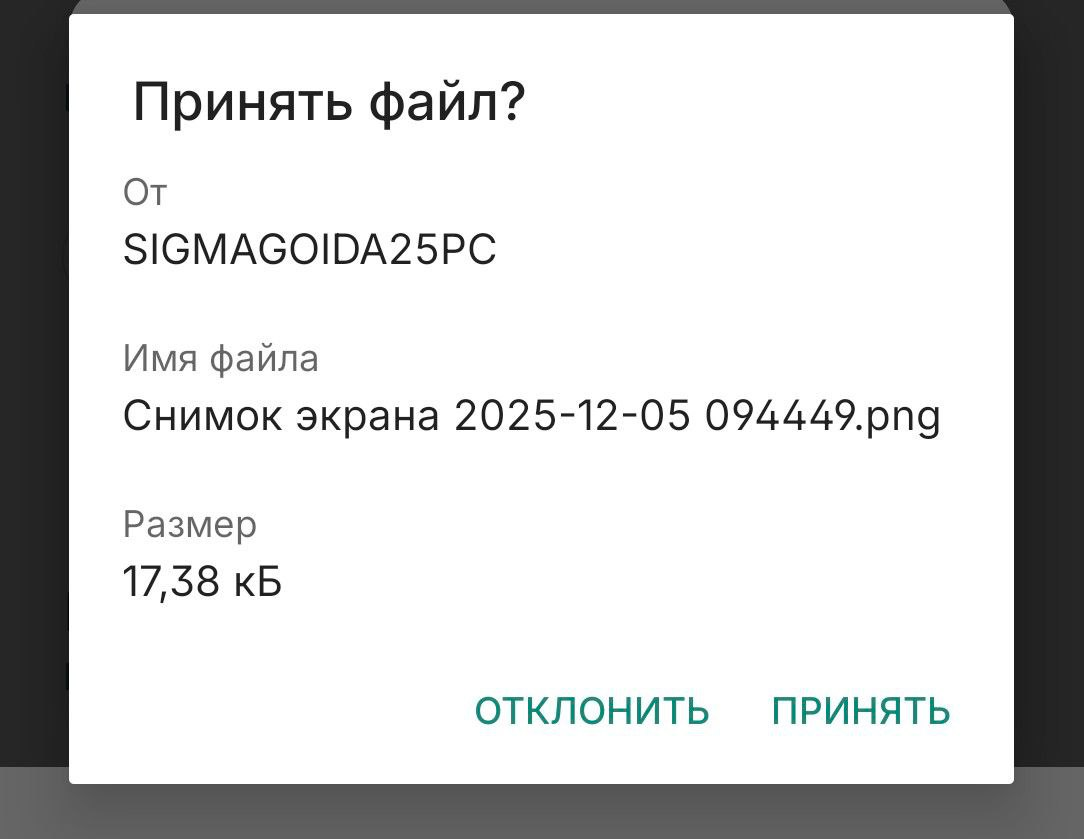 Принять файл?
От
SIGMAGOIDA25PC
Имя файла
Снимок экрана 2025-12-05 094449.png
Размер
17,38 кБ
ОТКЛОНИТЬ ПРИНЯТЬ